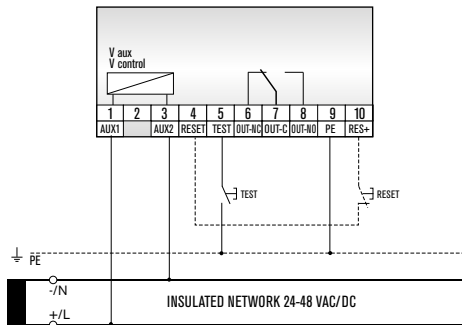 V aux
V control
1 2 3 4 5 6 7 8 9 10
AUX1 AUX2 RESET TEST OUT-NC OUT-C OUT-NO PE RES+
TEST
RESET
PE
-/N
INSULATED NETWORK 24-48 VAC/DC
+/L